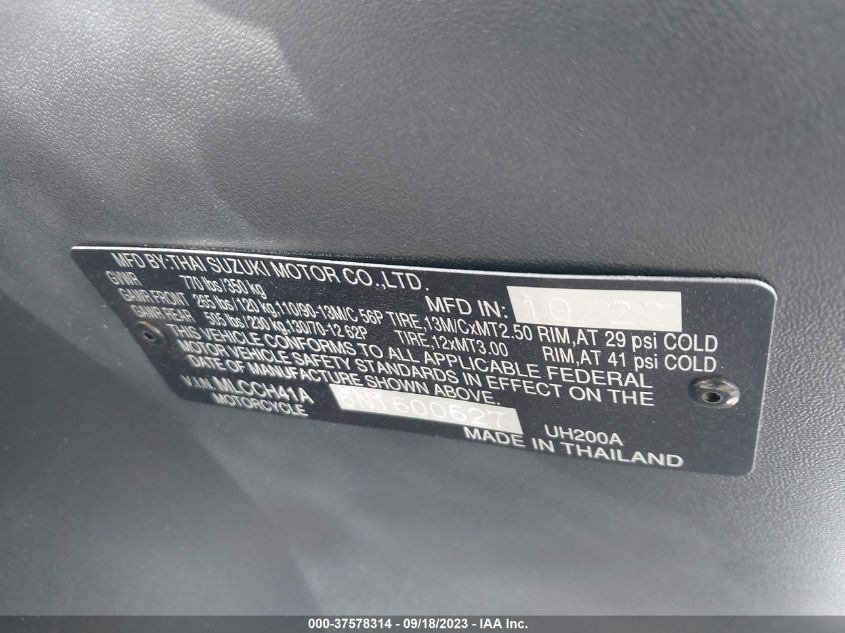 MFD BY:THAI SUZUKI MOTOR CO.,LTD.
GVWR 770 lbs/350 kg MFD IN: 10/22
GAWR FRONT 265 lbs/120 kg,110/90-13M/C 56P TIRE,13M/CxMT2.50 RIM,AT 29 psi COLD
GAWR REAR 505 lbs/230 kg,130/70-12 62P TIRE,12xMT3.00 RIM,AT 41 psi COLD
THIS VEHICLE CONFORMS TO ALL APPLICABLE FEDERAL
MOTOR VEHICLE SAFETY STANDARDS IN EFFECT ON THE
DATE OF MANUFACTURE SHOWN ABOVE.
V.I.N.MLCCH41A N1600627
MOTORCYCLE UH200A
MADE IN THAILAND
000-37578314 - 09/18/2023 - IAA Inc.